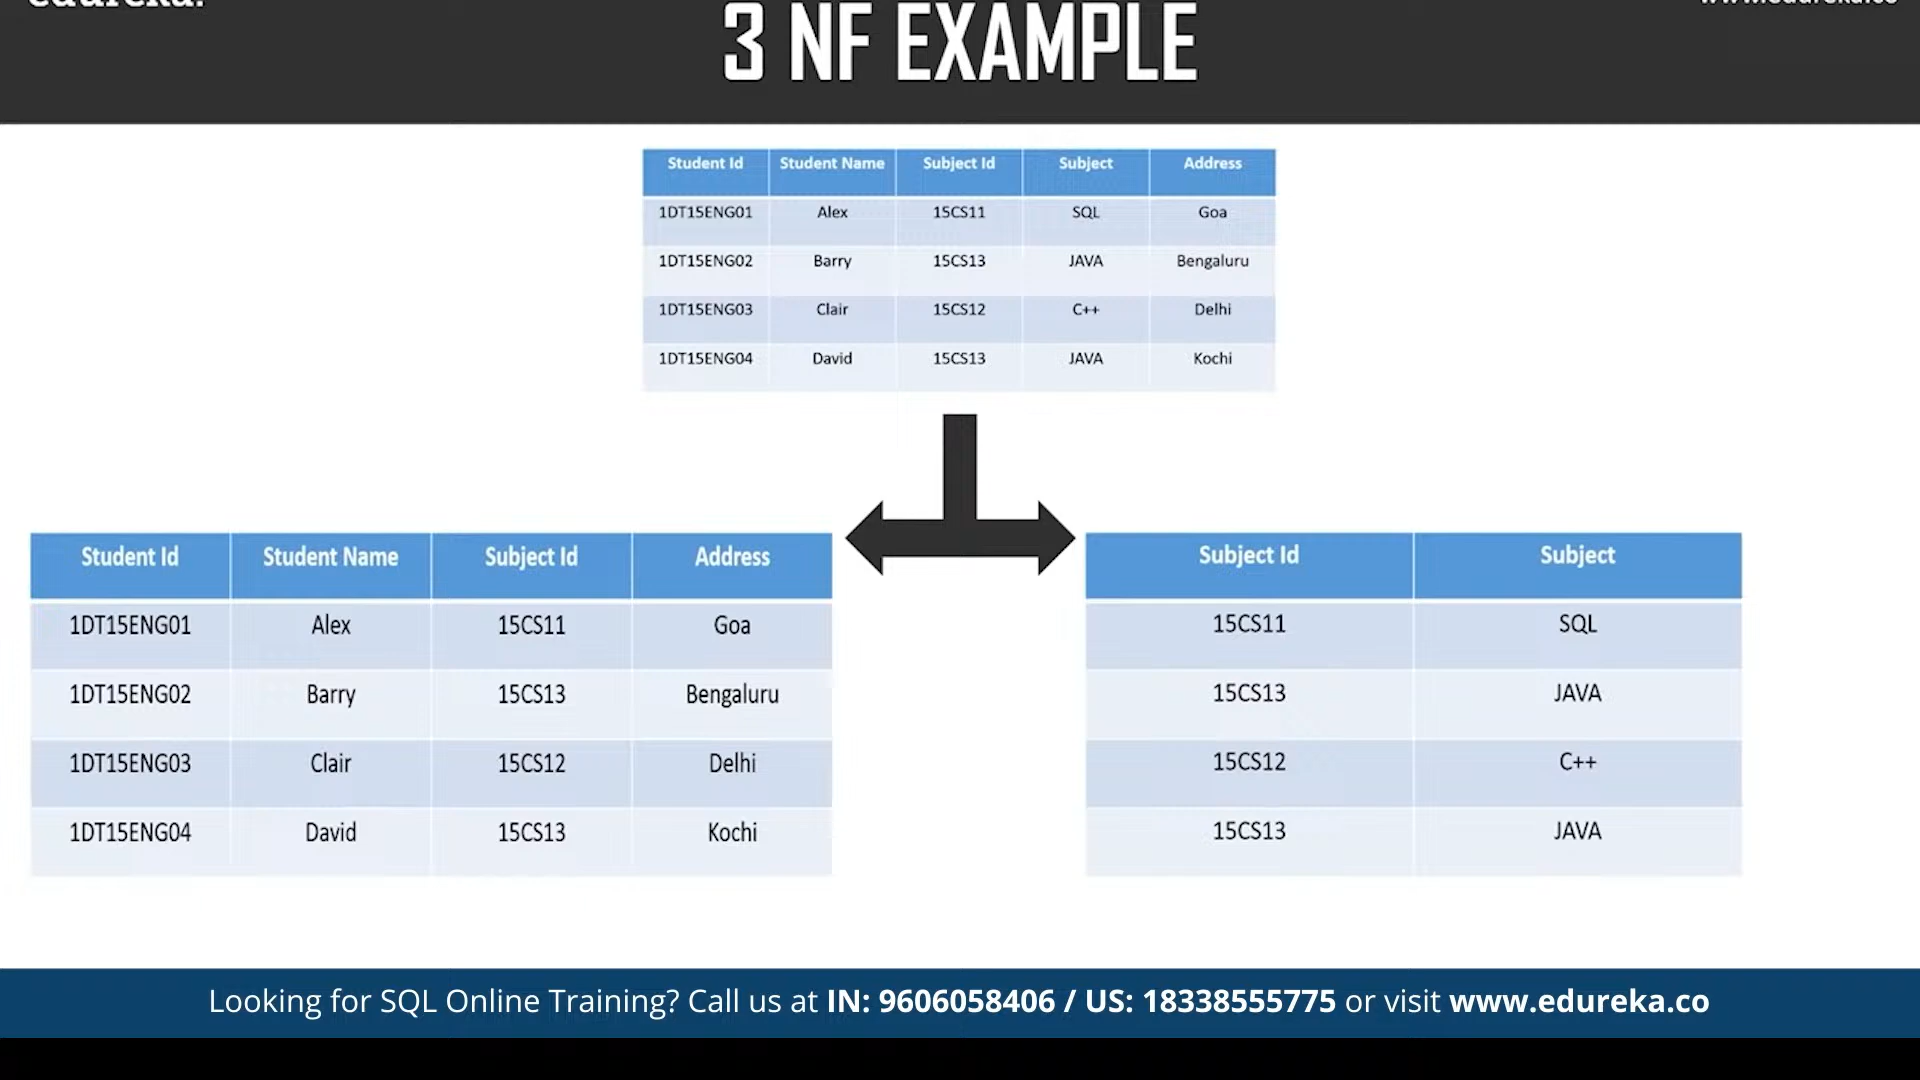 edureka!
www.edureka.co
3 NF EXAMPLE
Student Id Student Name Subject Id Subject Address
1DT15ENG01 Alex 15CS11 SQL Goa
1DT15ENG02 Barry 15CS13 JAVA Bengaluru
1DT15ENG03 Clair 15CS12 C++ Delhi
1DT15ENG04 David 15CS13 JAVA Kochi
Student Id Student Name Subject Id Address
1DT15ENG01 Alex 15CS11 Goa
1DT15ENG02 Barry 15CS13 Bengaluru
1DT15ENG03 Clair 15CS12 Delhi
1DT15ENG04 David 15CS13 Kochi
Subject Id Subject
15CS11 SQL
15CS13 JAVA
15CS12 C++
15CS13 JAVA
Looking for SQL Online Training? Call us at IN: 9606058406 / US: 18338555775 or visit www.edureka.co